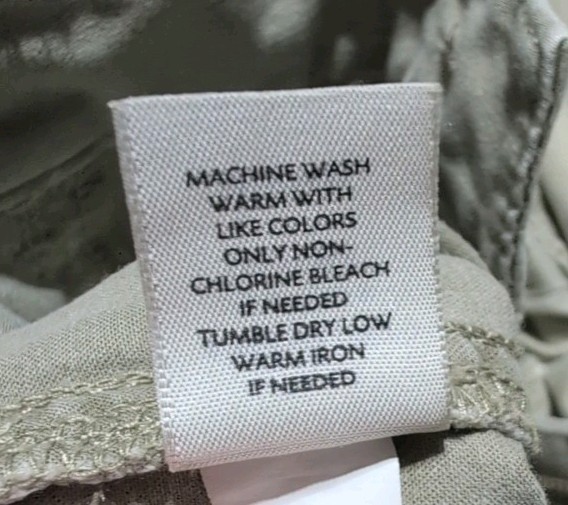 MACHINE WASH
WARM WITH
LIKE COLORS
ONLY NON-
CHLORINE BLEACH
IF NEEDED
TUMBLE DRY LOW
WARM IRON
IF NEEDED